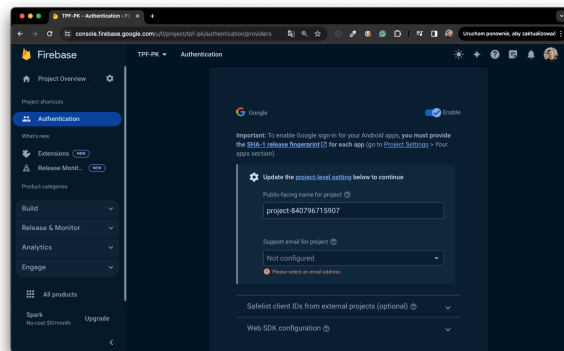 TPF-PK - Authentication - Fi
console.firebase.google.com/u/0/project/tpf-pk/authentication/providers
Uruchom ponownie, aby zaktualizować
Firebase
TPF-PK
Authentication
Project Overview
Project shortcuts
Authentication
What's new
Extensions NEW
Release Monit... NEW
Product categories
Build
Release & Monitor
Analytics
Engage
All products
Spark
No-cost $0/month
Upgrade
Google
Enable
Important: To enable Google sign-in for your Android apps, you must provide
the SHA-1 release fingerprint for each app (go to Project Settings > Your
apps section).
Update the project-level setting below to continue
Public-facing name for project
project-840796715907
Support email for project
Not configured
Please select an email address
Safelist client IDs from external projects (optional)
Web SDK configuration